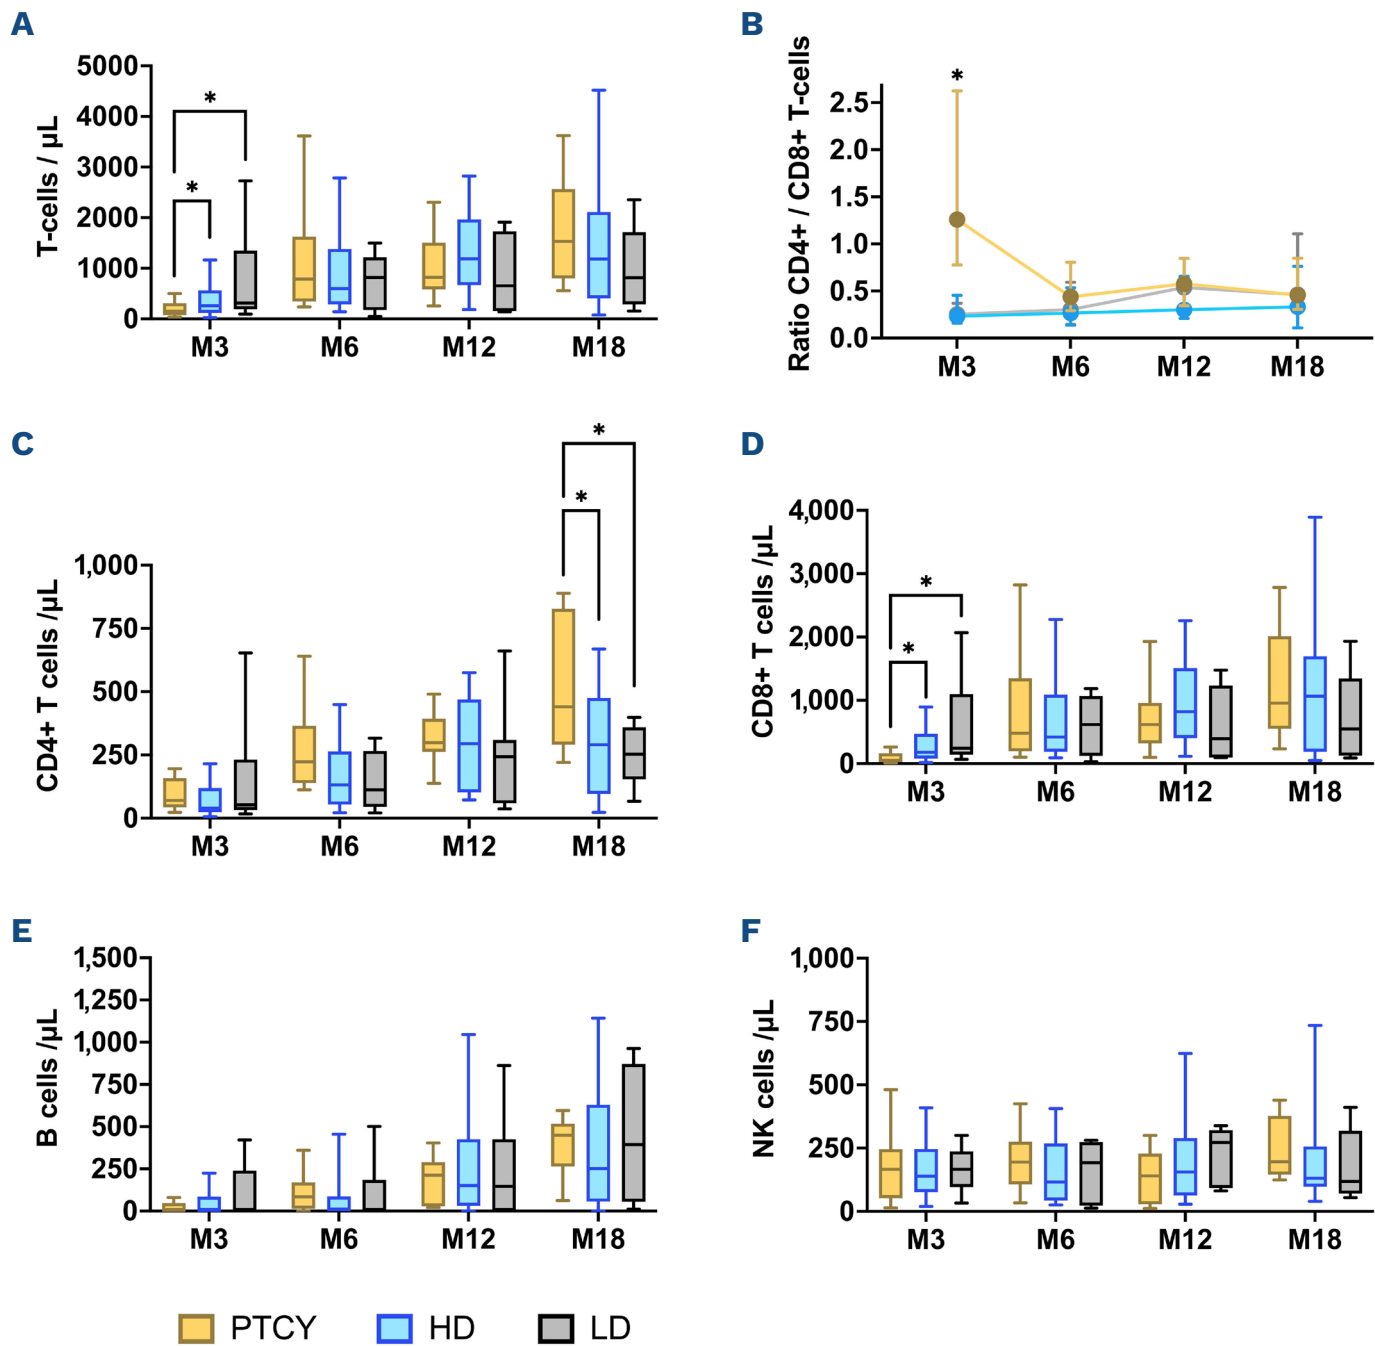 A
T-cells / µL
5000
4000
3000
2000
1000
0
* *
M3 M6 M12 M18
B
Ratio CD4+ / CD8+ T-cells
2.5
2.0
1.5
1.0
0.5
0.0
*
M3 M6 M12 M18
C
CD4+ T cells /µL
1,000
750
500
250
0
* *
M3 M6 M12 M18
D
CD8+ T cells /µL
4,000
3,000
2,000
1,000
0
* *
M3 M6 M12 M18
E
B cells /µL
1,500
1,250
1,000
750
500
250
0
M3 M6 M12 M18
F
NK cells /µL
1,000
750
500
250
0
M3 M6 M12 M18
PTCY HD LD